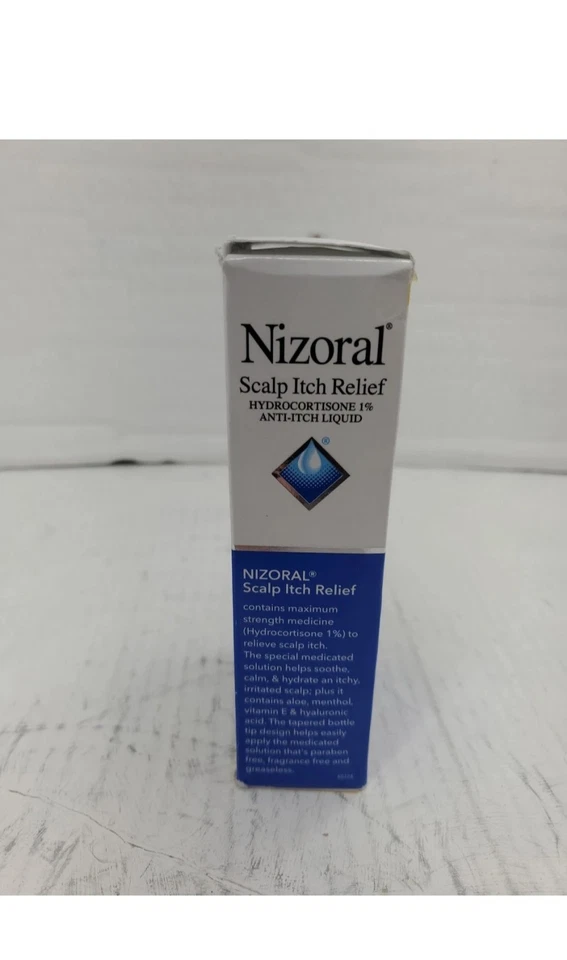 Nizoral®
Scalp Itch Relief
HYDROCORTISONE 1%
ANTI-ITCH LIQUID
®
NIZORAL®
Scalp Itch Relief
contains maximum
strength medicine
(Hydrocortisone 1%) to
relieve scalp itch.
The special medicated
solution helps soothe,
calm, & hydrate an itchy,
irritated scalp; plus it
contains aloe, menthol,
vitamin E & hyaluronic
acid. The tapered bottle
tip design helps easily
apply the medicated
solution that's paraben
free, fragrance free and
greaseless.